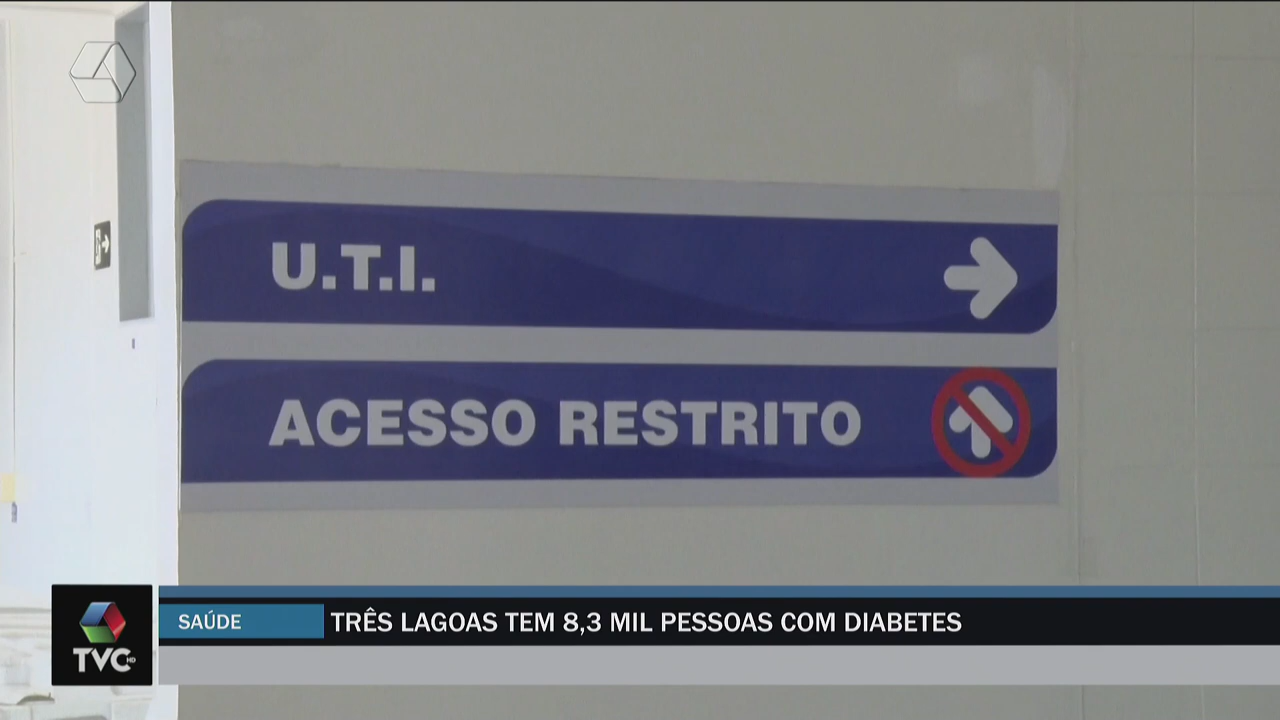 U.T.I.
ACESSO RESTRITO
SAÚDE
TRÊS LAGOAS TEM 8,3 MIL PESSOAS COM DIABETES
TVC HD